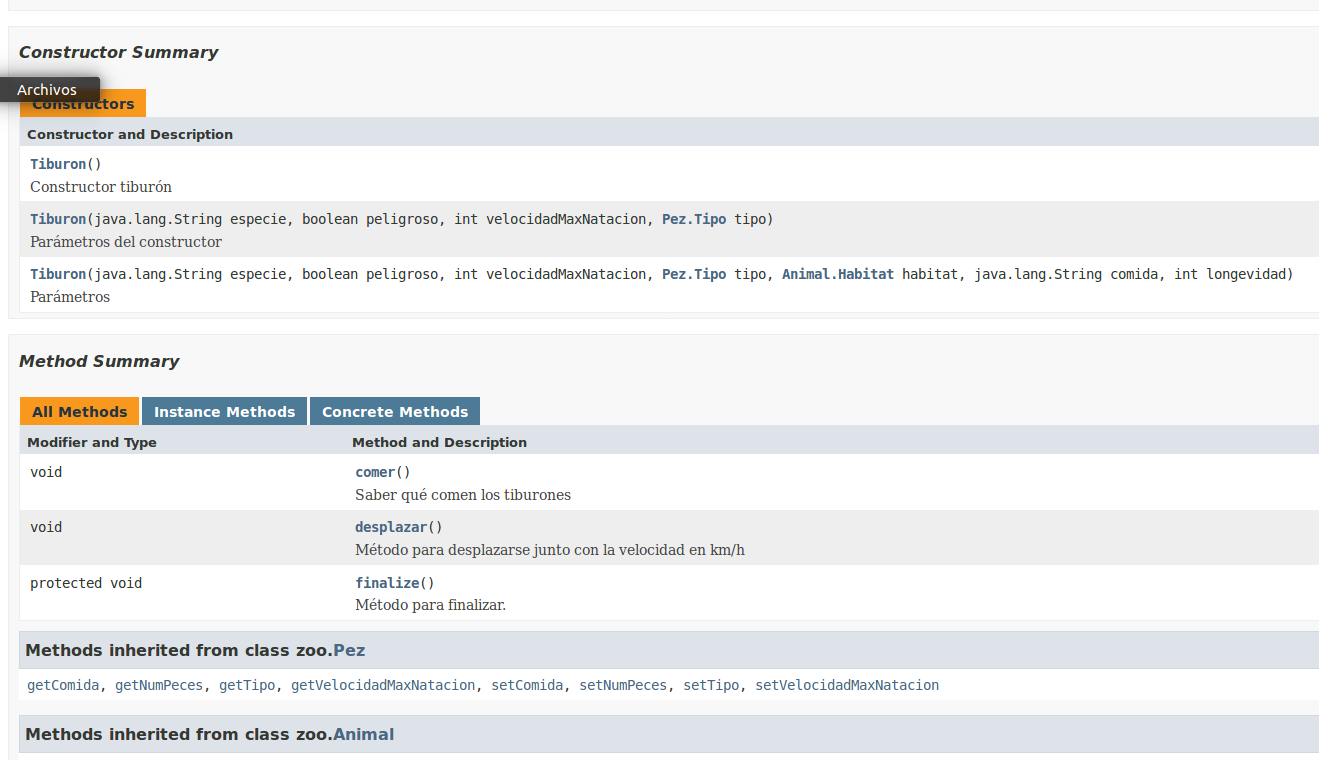 Constructor Summary
Archivos
Constructors
Constructor and Description
Tiburon()
Constructor tiburón
Tiburon(java.lang.String especie, boolean peligroso, int velocidadMaxNatacion, Pez.Tipo tipo)
Parámetros del constructor
Tiburon(java.lang.String especie, boolean peligroso, int velocidadMaxNatacion, Pez.Tipo tipo, Animal.Habitat habitat, java.lang.String comida, int longevidad)
Parámetros
Method Summary
All Methods Instance Methods Concrete Methods
Modifier and Type Method and Description
void comer()
Saber qué comen los tiburones
void desplazar()
Método para desplazarse junto con la velocidad en km/h
protected void finalize()
Método para finalizar.
Methods inherited from class zoo.Pez
getComida, getNumPeces, getTipo, getVelocidadMaxNatacion, setComida, setNumPeces, setTipo, setVelocidadMaxNatacion
Methods inherited from class zoo.Animal